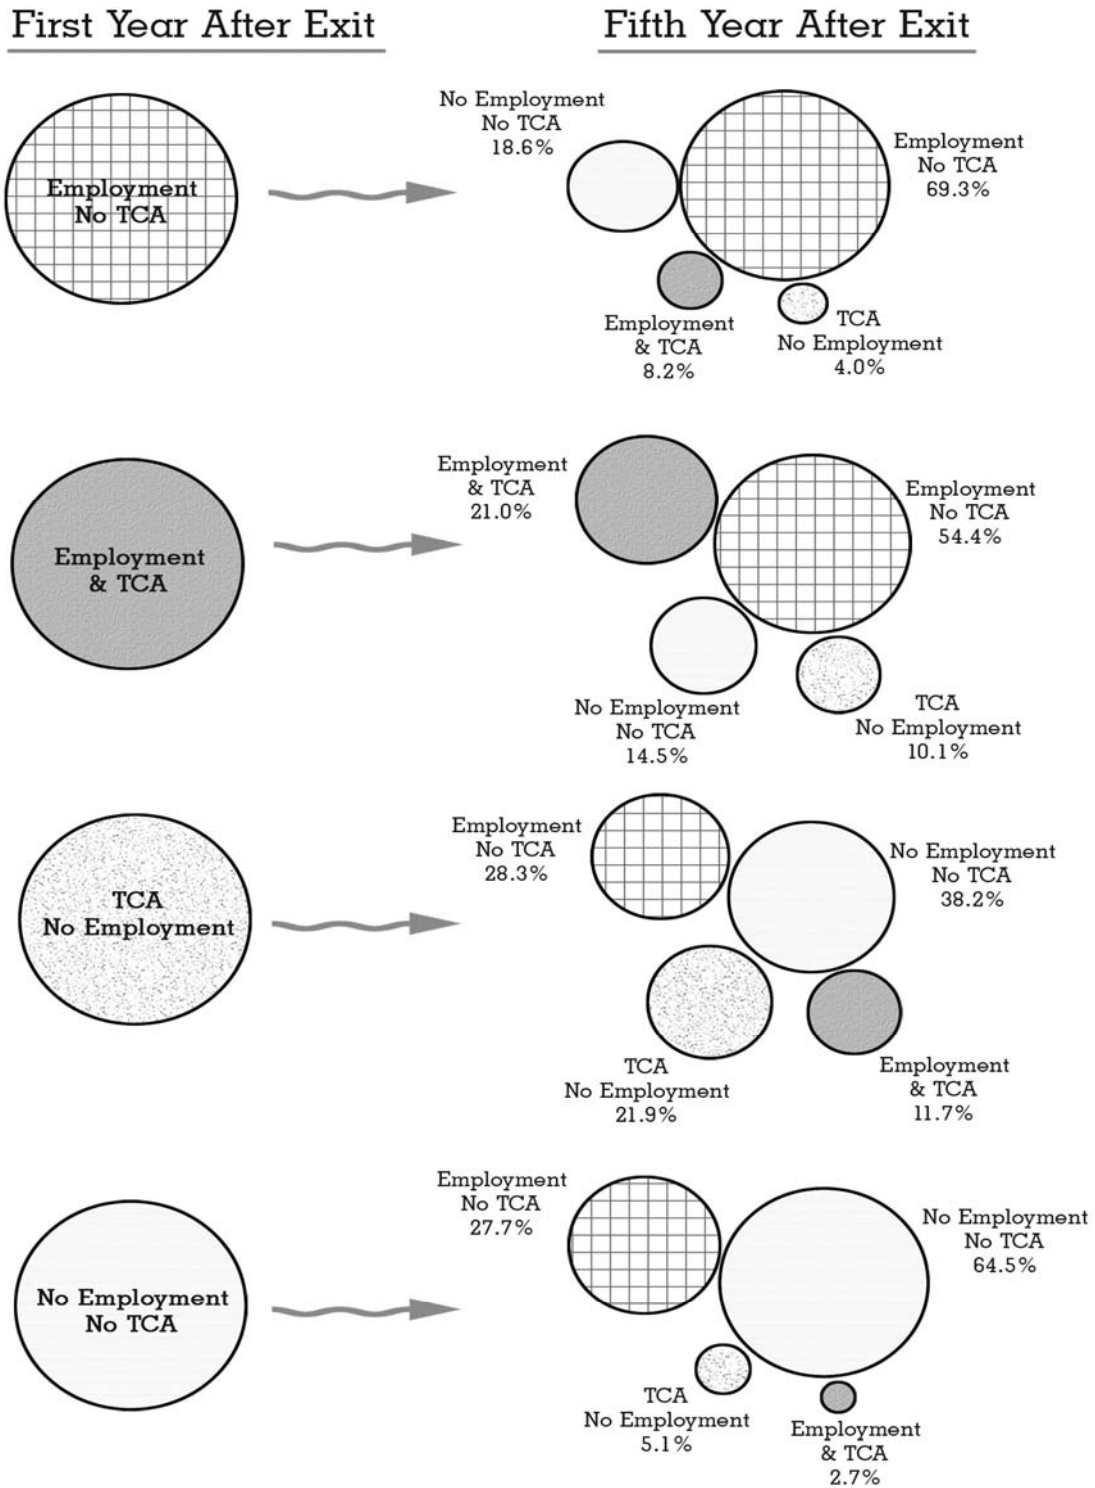 First Year After Exit
Fifth Year After Exit
Employment
No TCA
No Employment
No TCA
18.6%
Employment
No TCA
69.3%
Employment
& TCA
8.2%
TCA
No Employment
4.0%
Employment
& TCA
Employment
& TCA
21.0%
Employment
No TCA
54.4%
No Employment
No TCA
14.5%
TCA
No Employment
10.1%
TCA
No Employment
Employment
No TCA
28.3%
No Employment
No TCA
38.2%
TCA
No Employment
21.9%
Employment
& TCA
11.7%
No Employment
No TCA
Employment
No TCA
27.7%
No Employment
No TCA
64.5%
TCA
No Employment
5.1%
Employment
& TCA
2.7%